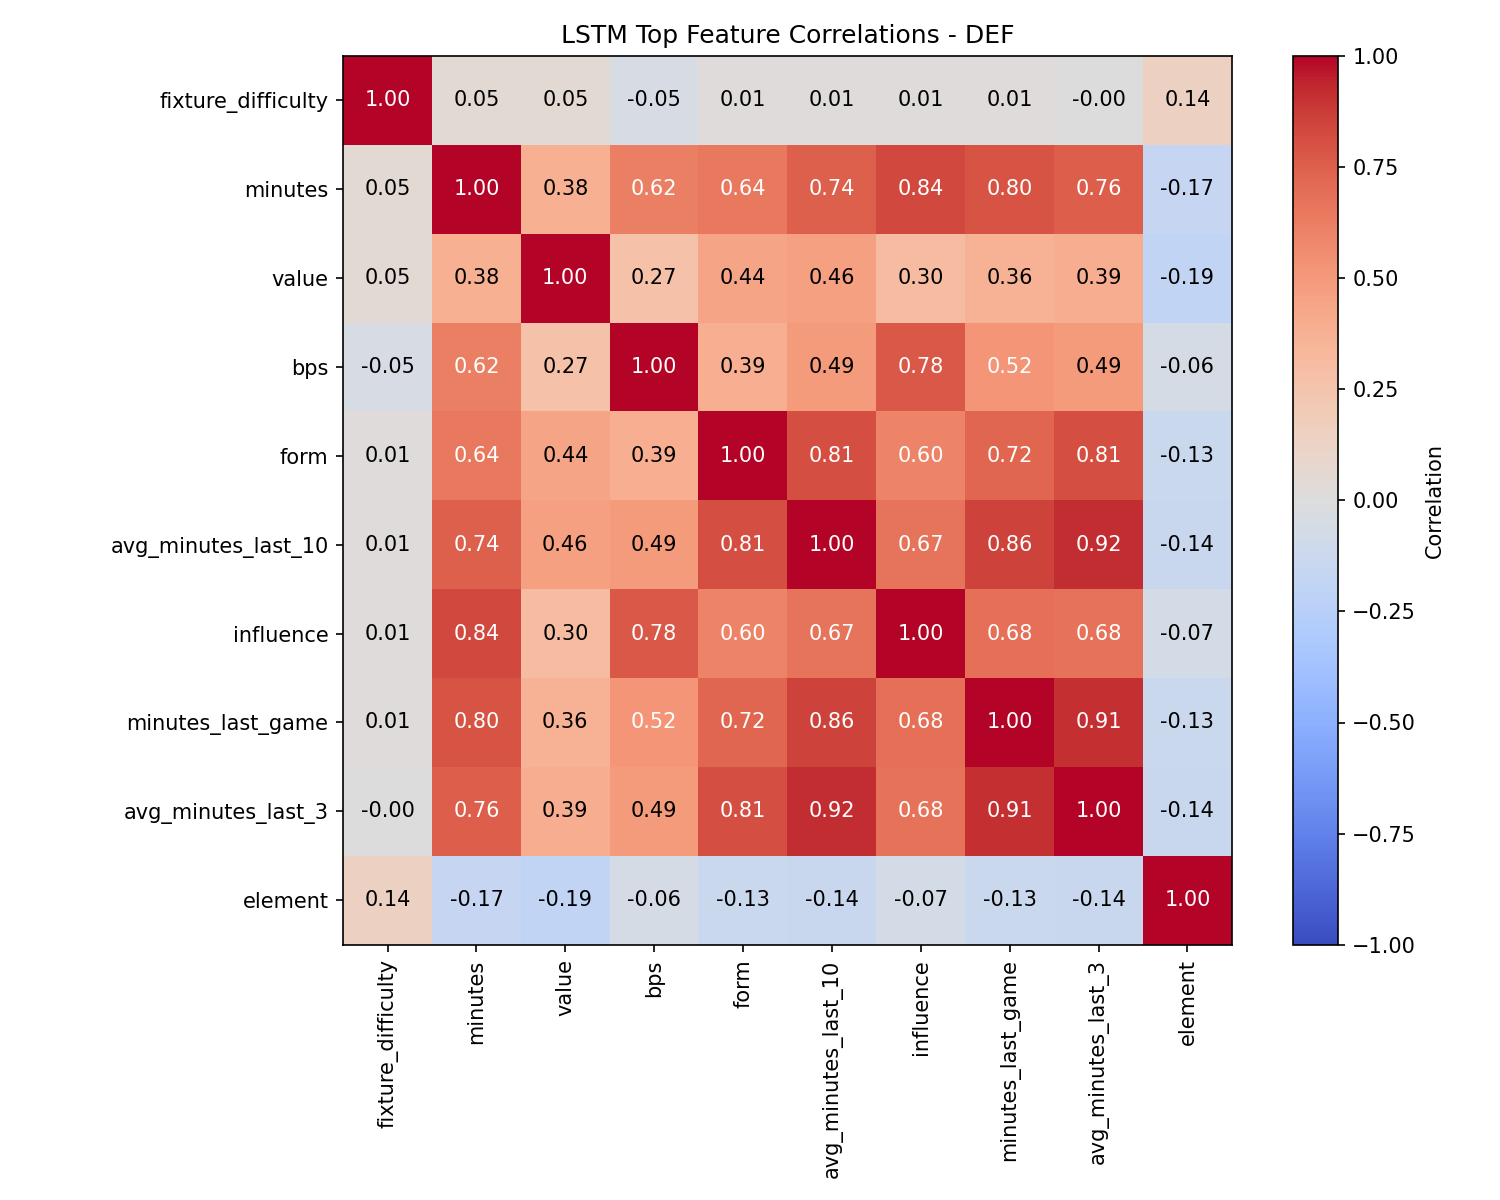 LSTM Top Feature Correlations - DEF
fixture_difficulty 1.00 0.05 0.05 -0.05 0.01 0.01 0.01 0.01 -0.00 0.14
minutes 0.05 1.00 0.38 0.62 0.64 0.74 0.84 0.80 0.76 -0.17
value 0.05 0.38 1.00 0.27 0.44 0.46 0.30 0.36 0.39 -0.19
bps -0.05 0.62 0.27 1.00 0.39 0.49 0.78 0.52 0.49 -0.06
form 0.01 0.64 0.44 0.39 1.00 0.81 0.60 0.72 0.81 -0.13
avg_minutes_last_10 0.01 0.74 0.46 0.49 0.81 1.00 0.67 0.86 0.92 -0.14
influence 0.01 0.84 0.30 0.78 0.60 0.67 1.00 0.68 0.68 -0.07
minutes_last_game 0.01 0.80 0.36 0.52 0.72 0.86 0.68 1.00 0.91 -0.13
avg_minutes_last_3 -0.00 0.76 0.39 0.49 0.81 0.92 0.68 0.91 1.00 -0.14
element 0.14 -0.17 -0.19 -0.06 -0.13 -0.14 -0.07 -0.13 -0.14 1.00
fixture_difficulty
minutes
value
bps
form
avg_minutes_last_10
influence
minutes_last_game
avg_minutes_last_3
element
1.00
0.75
0.50
0.25
0.00
−0.25
−0.50
−0.75
−1.00
Correlation